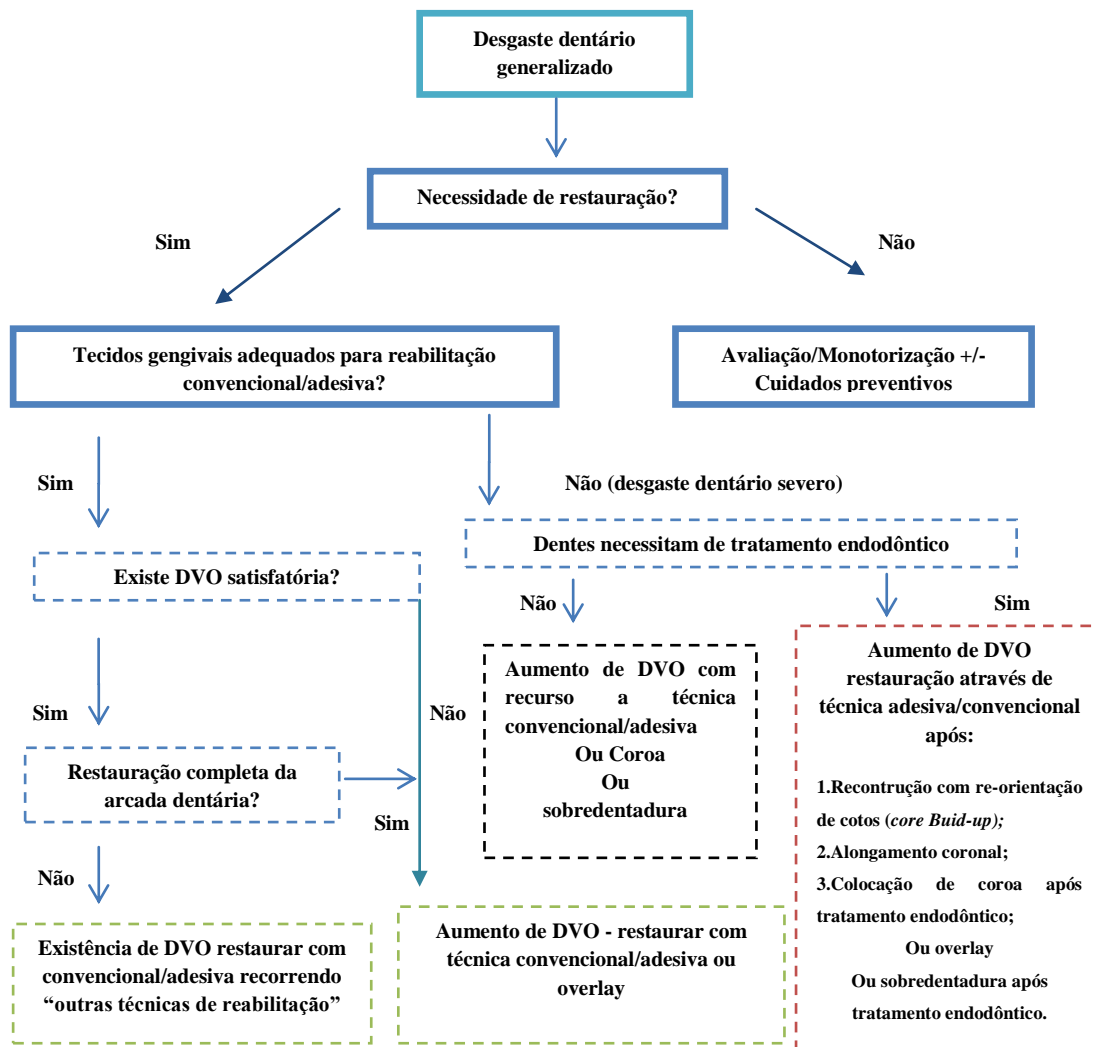 Desgaste dentário
generalizado
Necessidade de restauração?
Sim
Não
Tecidos gengivais adequados para reabilitação
convencional/adesiva?
Avaliação/Monotorização +/-
Cuidados preventivos
Sim
Não (desgaste dentário severo)
Existe DVO satisfatória?
Dentes necessitam de tratamento endodôntico
Não
Sim
Sim
Não
Aumento de DVO com
recurso a técnica
convencional/adesiva
Ou Coroa
Ou
sobredentadura
Aumento de DVO
restauração através de
técnica adesiva/convencional
após:
1.Recontrução com re-orientação
de cotos (core Buid-up);
2.Alongamento coronal;
3.Colocação de coroa após
tratamento endodôntico;
Ou overlay
Ou sobredentadura após
tratamento endodôntico.
Restauração completa da
arcada dentária?
Sim
Não
Existência de DVO restaurar com
convencional/adesiva recorrendo
“outras técnicas de reabilitação”
Aumento de DVO - restaurar com
técnica convencional/adesiva ou
overlay